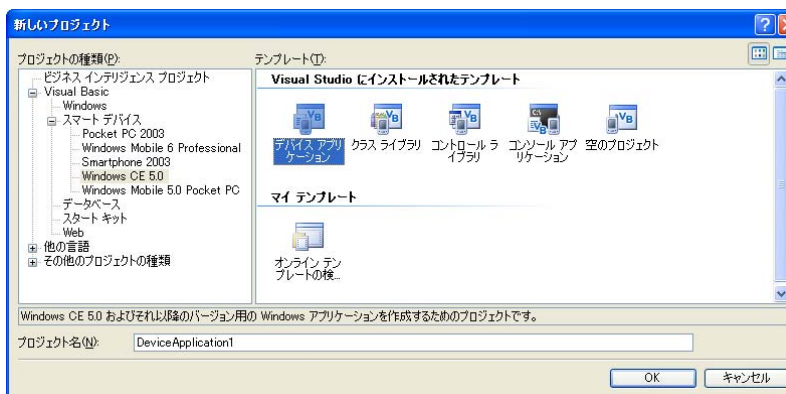 新しいプロジェクト
プロジェクトの種類(P):
テンプレート(T):
ビジネス インテリジェンス プロジェクト
Visual Basic
Windows
スマート デバイス
Pocket PC 2003
Windows Mobile 6 Professional
Smartphone 2003
Windows CE 5.0
Windows Mobile 5.0 Pocket PC
データベース
スタート キット
Web
他の言語
その他のプロジェクトの種類
Visual Studio にインストールされたテンプレート
デバイス アプリ
ケーション
クラス ライブラリ
コントロール ラ
イブラリ
コンソール アプ
リケーション
空のプロジェクト
マイ テンプレート
オンライン テン
プレートの検...
Windows CE 5.0 およびそれ以降のバージョン用の Windows アプリケーションを作成するためのプロジェクトです。
プロジェクト名(N):
DeviceApplication1
OK
キャンセル